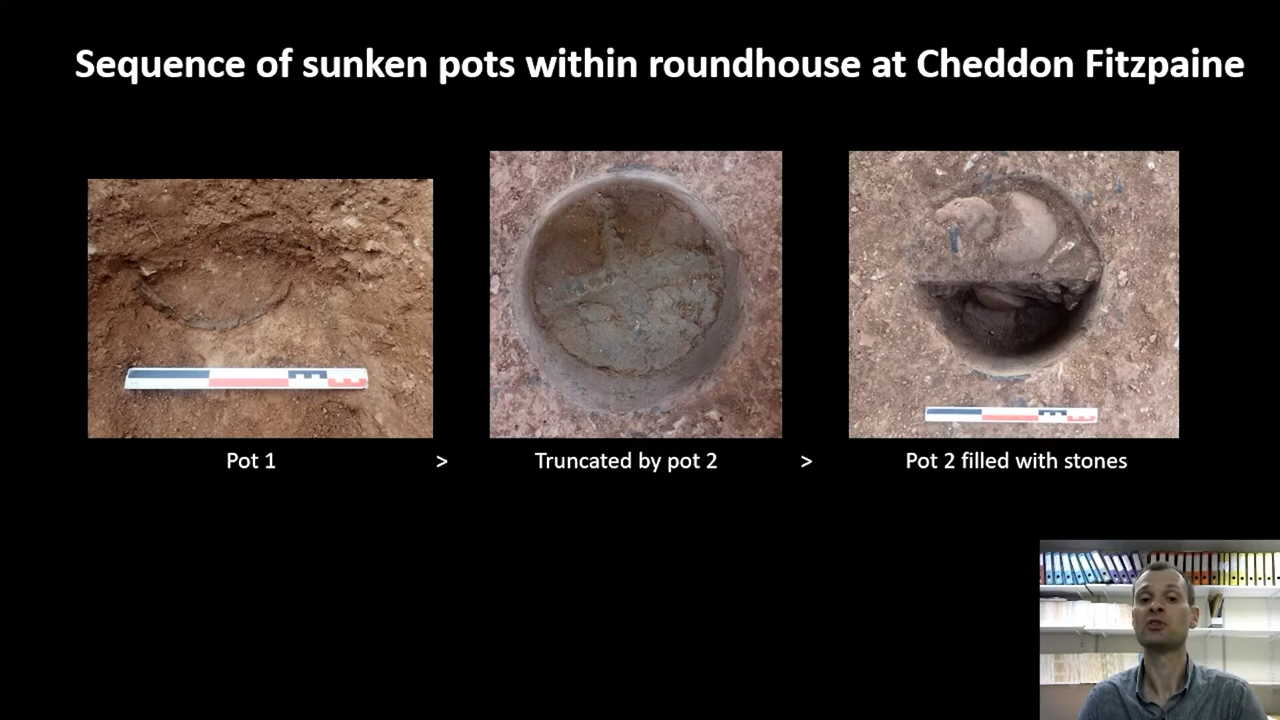 Sequence of sunken pots within roundhouse at Cheddon Fitzpaine
Pot 1 > Truncated by pot 2 > Pot 2 filled with stones